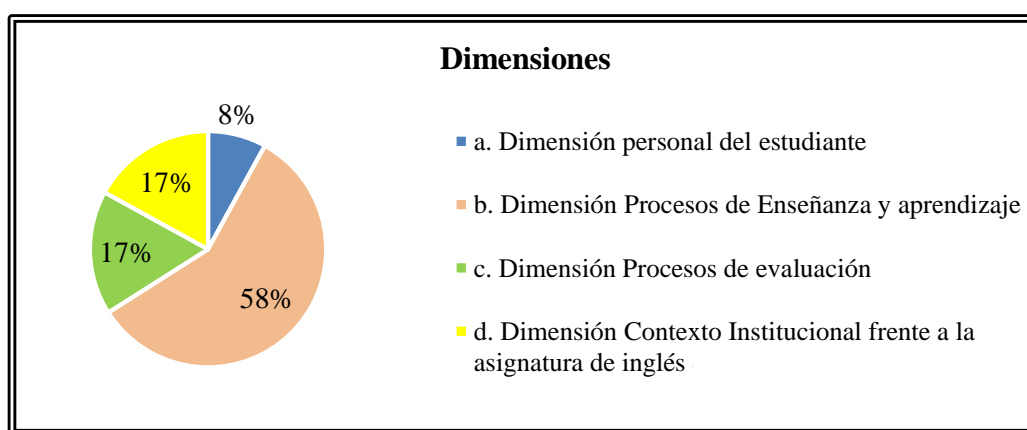 Dimensiones
8%
17%
17%
58%
a. Dimensión personal del estudiante
b. Dimensión Procesos de Enseñanza y aprendizaje
c. Dimensión Procesos de evaluación
d. Dimensión Contexto Institucional frente a la
asignatura de inglés